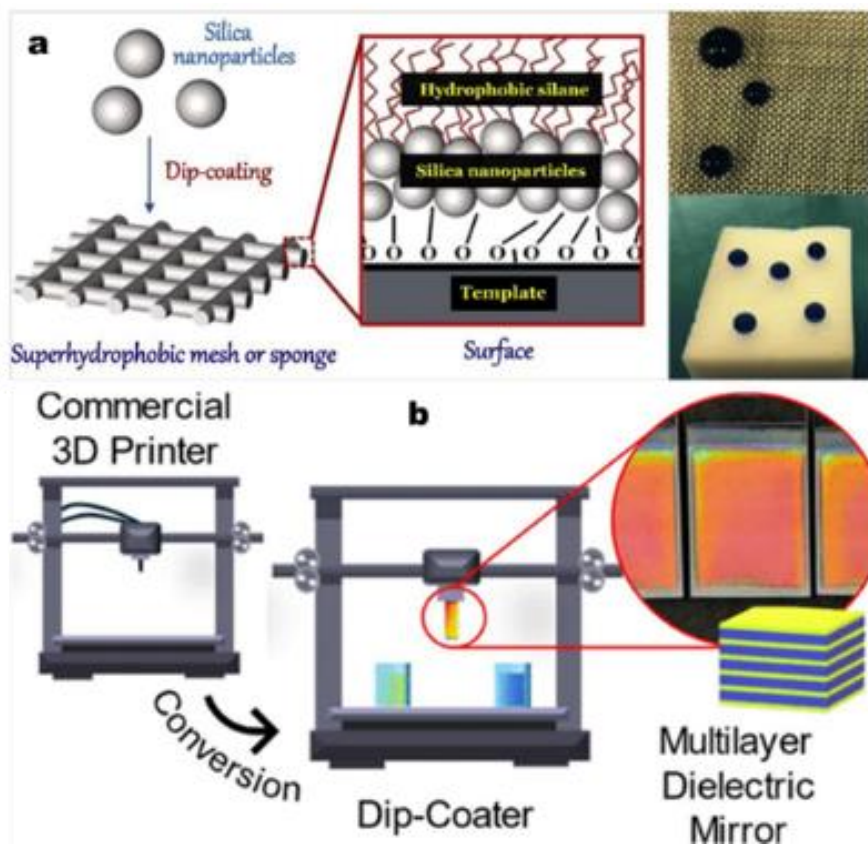 a
Silica
nanoparticles
Dip-coating
Superhydrophobic mesh or sponge
Hydrophobic silane
Silica nanoparticles
O O O O O O O O O
Template
Surface
b
Commercial
3D Printer
Conversion
Dip-Coater
Multilayer
Dielectric
Mirror